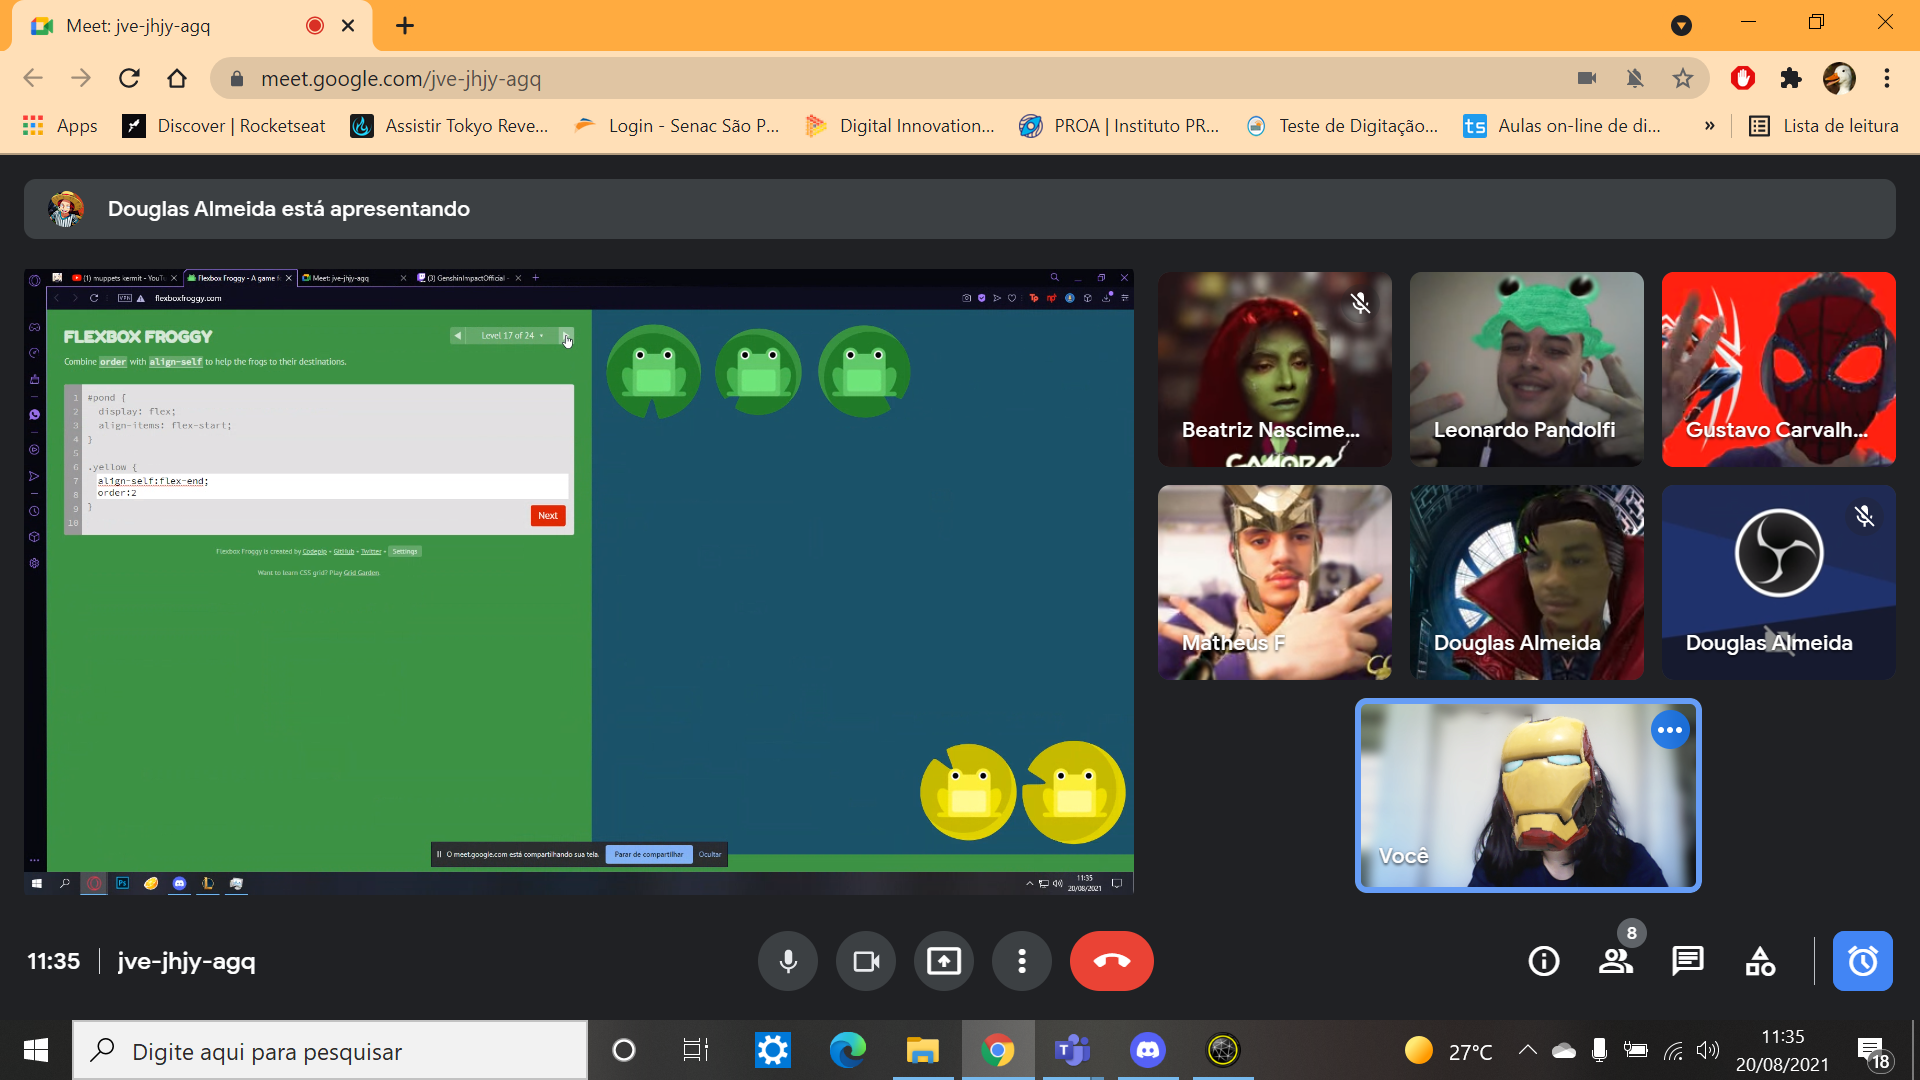 Meet: jve-jhjy-agq
meet.google.com/jve-jhjy-agq
Apps
Discover | Rocketseat
Assistir Tokyo Reve...
Login - Senac São P...
Digital Innovation...
PROA | Instituto PR...
Teste de Digitação...
ts Aulas on-line de di...
»
Lista de leitura
Douglas Almeida está apresentando
(1) muppets kermit - YouTu
Flexbox Froggy - A game f
Meet: jve-jhjy-agq
(3) GenshinImpactOfficial -
VPN
flexboxfroggy.com
FLEXBOX FROGGY
Level 17 of 24
Combine order with align-self to help the frogs to their destinations.
1 #pond {
2 display: flex;
3 align-items: flex-start;
4 }
5
6 .yellow {
7 align-self:flex-end;
8 order:2
9 }
10
Next
Flexbox Froggy is created by Codepip • GitHub • Twitter • Settings
Want to learn CSS grid? Play Grid Garden.
O meet.google.com está compartilhando sua tela.
Parar de compartilhar
Ocultar
Ps
11:35
20/08/2021
Beatriz Nascime...
GAMORA
Leonardo Pandolfi
Gustavo Carvalh...
Matheus F
Douglas Almeida
Douglas Almeida
Você
11:35 | jve-jhjy-agq
8
Digite aqui para pesquisar
27°C
11:35
20/08/2021
18